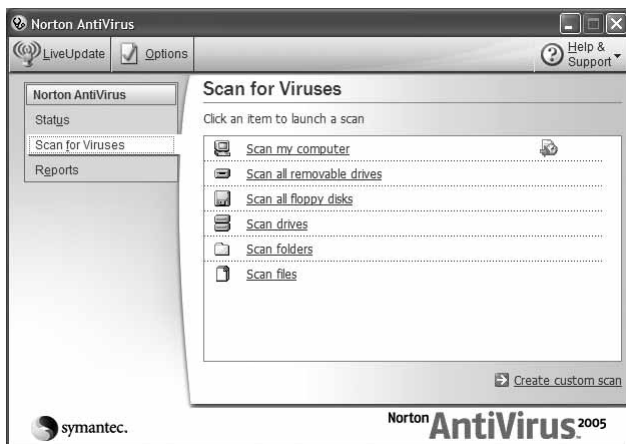 Norton AntiVirus
LiveUpdate
Options
Help &
Support
Norton AntiVirus
Status
Scan for Viruses
Reports
Scan for Viruses
Click an item to launch a scan
Scan my computer
Scan all removable drives
Scan all floppy disks
Scan drives
Scan folders
Scan files
Create custom scan
symantec.
Norton AntiVirus 2005